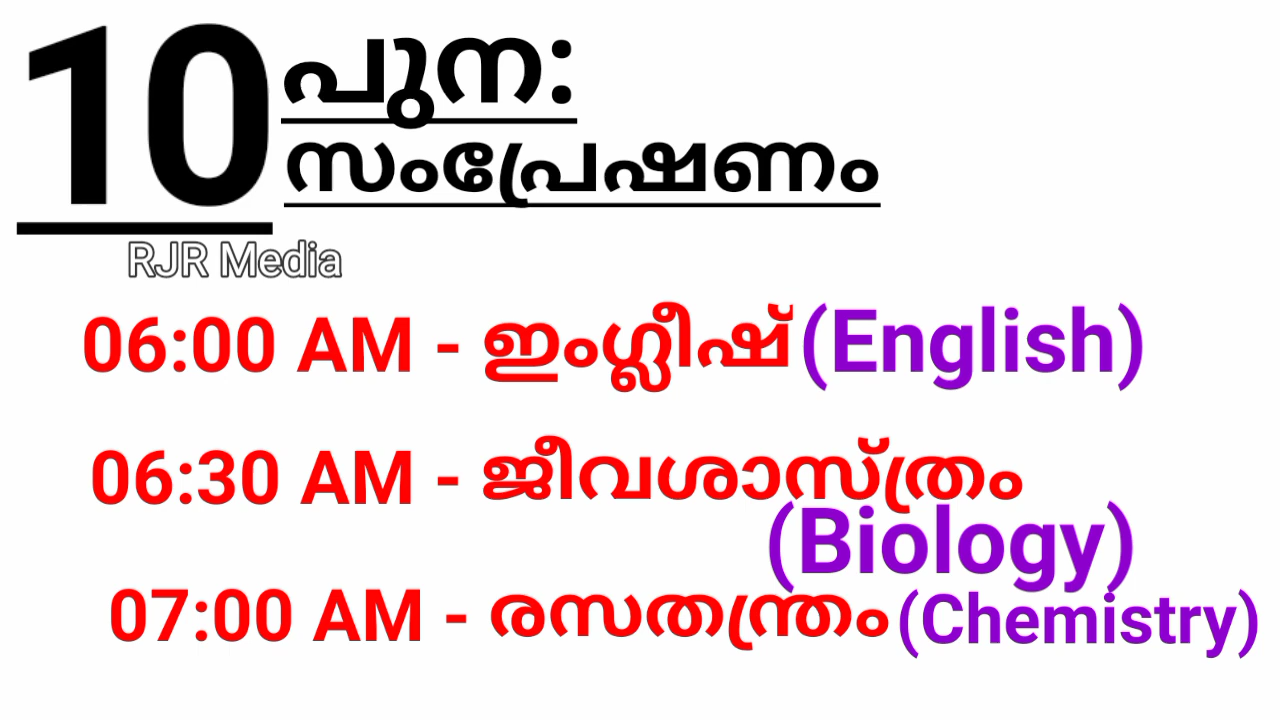 10 പുന:
സംപ്രേഷണം
RJR Media
06:00 AM - ഇംഗ്ലീഷ് (English)
06:30 AM - ജീവശാസ്ത്രം
(Biology)
07:00 AM - രസതന്ത്രം (Chemistry)